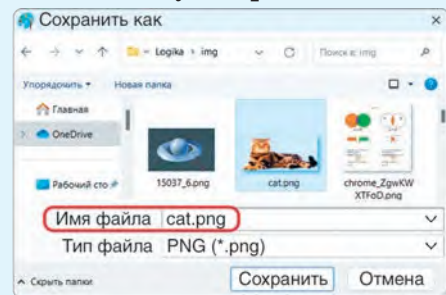 Сохранить как
Logika › img
Поиск в: img
Упорядочить
Новая папка
Главная
OneDrive
Рабочий сто
15037_6.png
cat.png
chrome_ZgwKW
XTFoD.png
Имя файла cat.png
Тип файла PNG (*.png)
Скрыть папки
Сохранить
Отмена